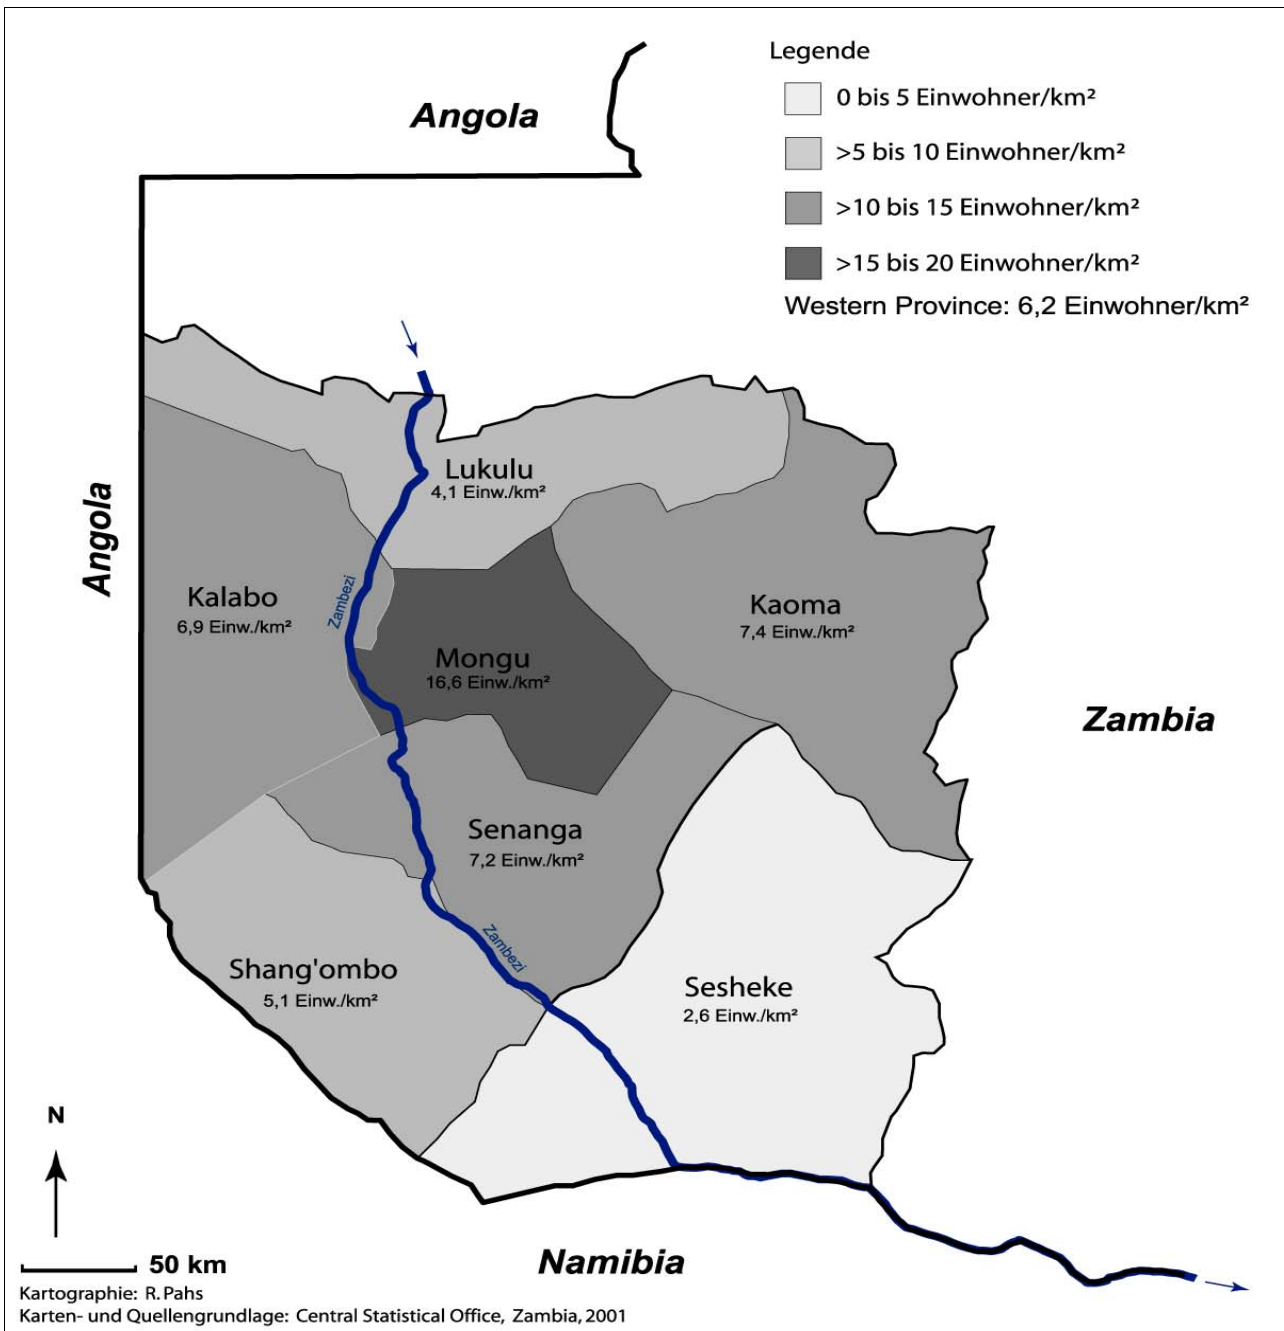 Legende
0 bis 5 Einwohner/km²
>5 bis 10 Einwohner/km²
>10 bis 15 Einwohner/km²
>15 bis 20 Einwohner/km²
Western Province: 6,2 Einwohner/km²
Angola
Angola
Lukulu
4,1 Einw./km²
Kalabo
6,9 Einw./km²
Zambezi
Kaoma
7,4 Einw./km²
Mongu
16,6 Einw./km²
Zambia
Senanga
7,2 Einw./km²
Zambezi
Shang'ombo
5,1 Einw./km²
Sesheke
2,6 Einw./km²
N
50 km
Namibia
Kartographie: R. Pahs
Karten- und Quellengrundlage: Central Statistical Office, Zambia, 2001